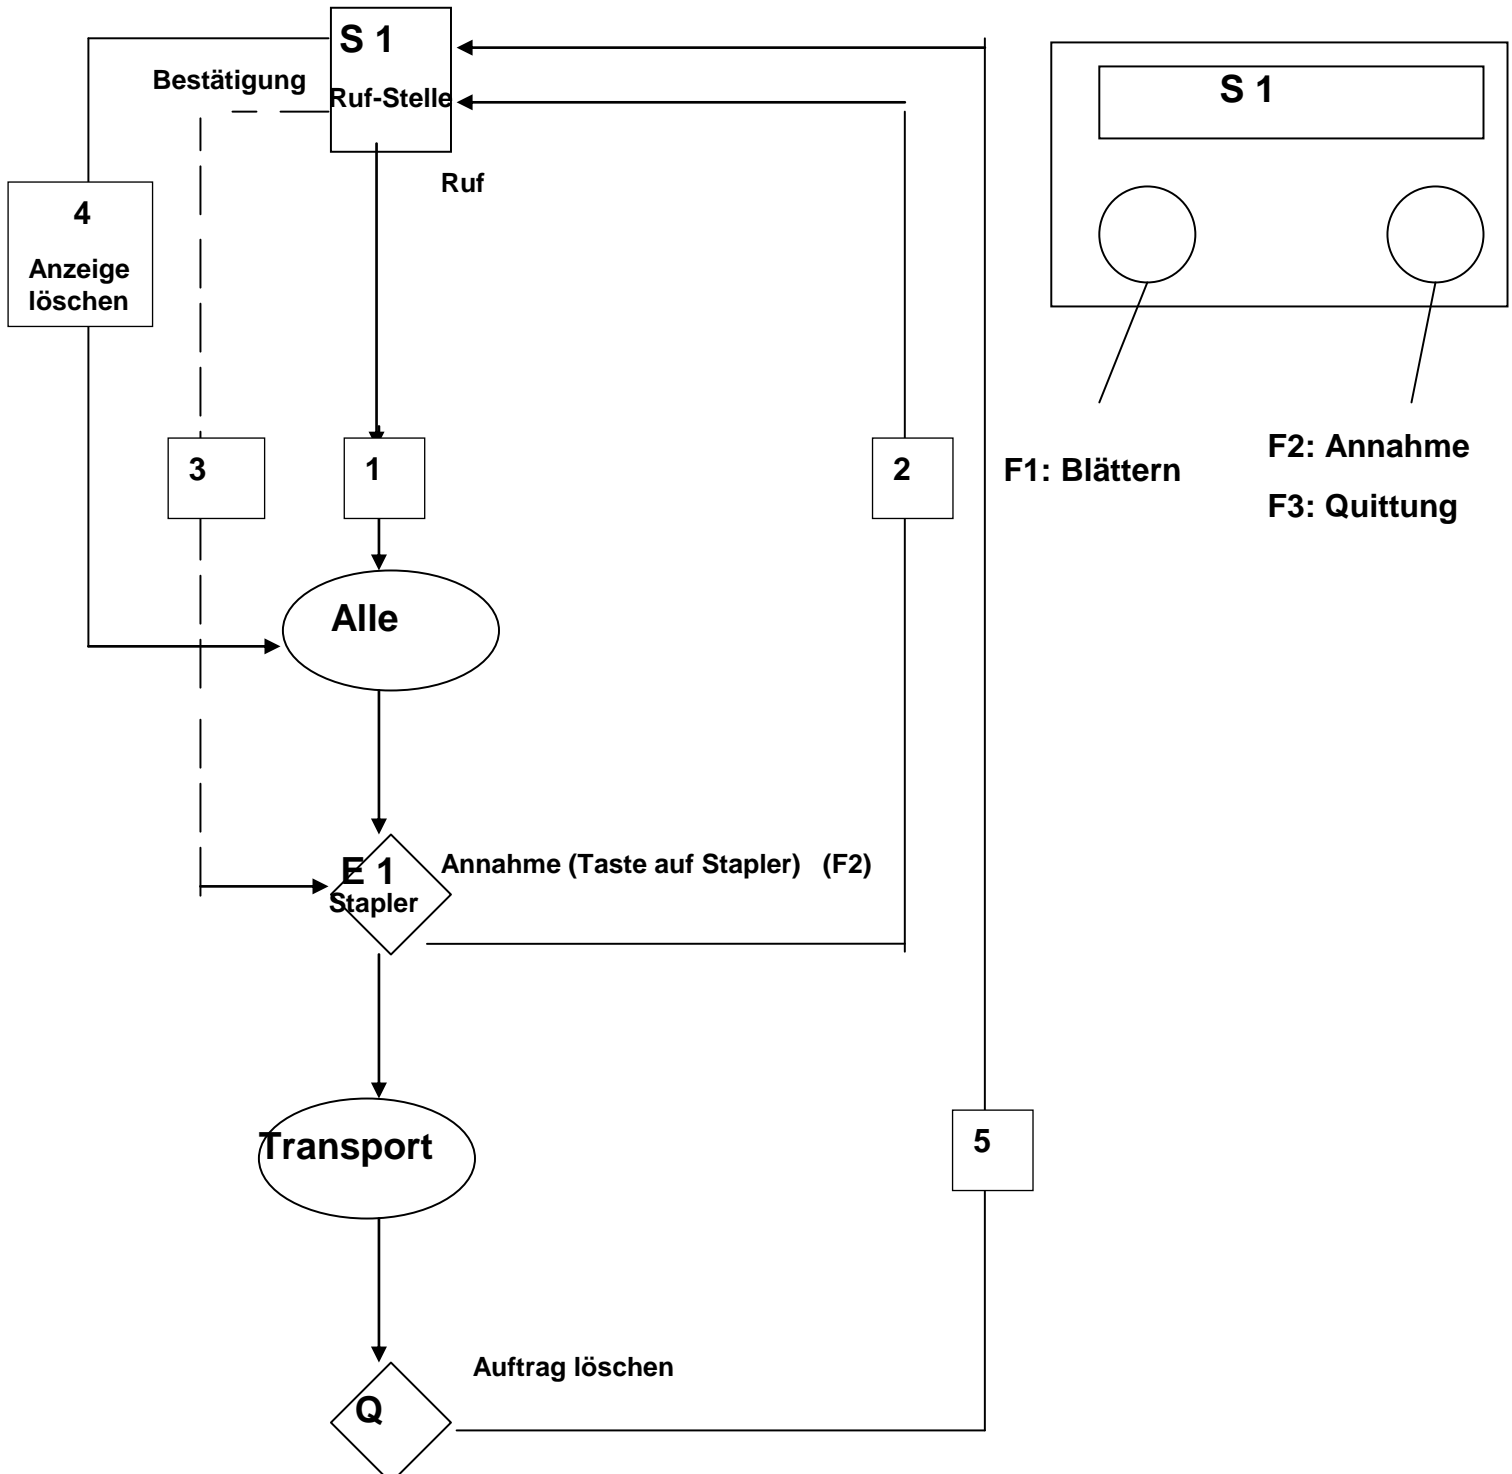 S 1
Ruf-Stelle
Bestätigung
Ruf
4
Anzeige
löschen
3
1
2
S 1
F1: Blättern
F2: Annahme
F3: Quittung
Alle
E 1
Stapler
Annahme (Taste auf Stapler) (F2)
Transport
5
Auftrag löschen
Q